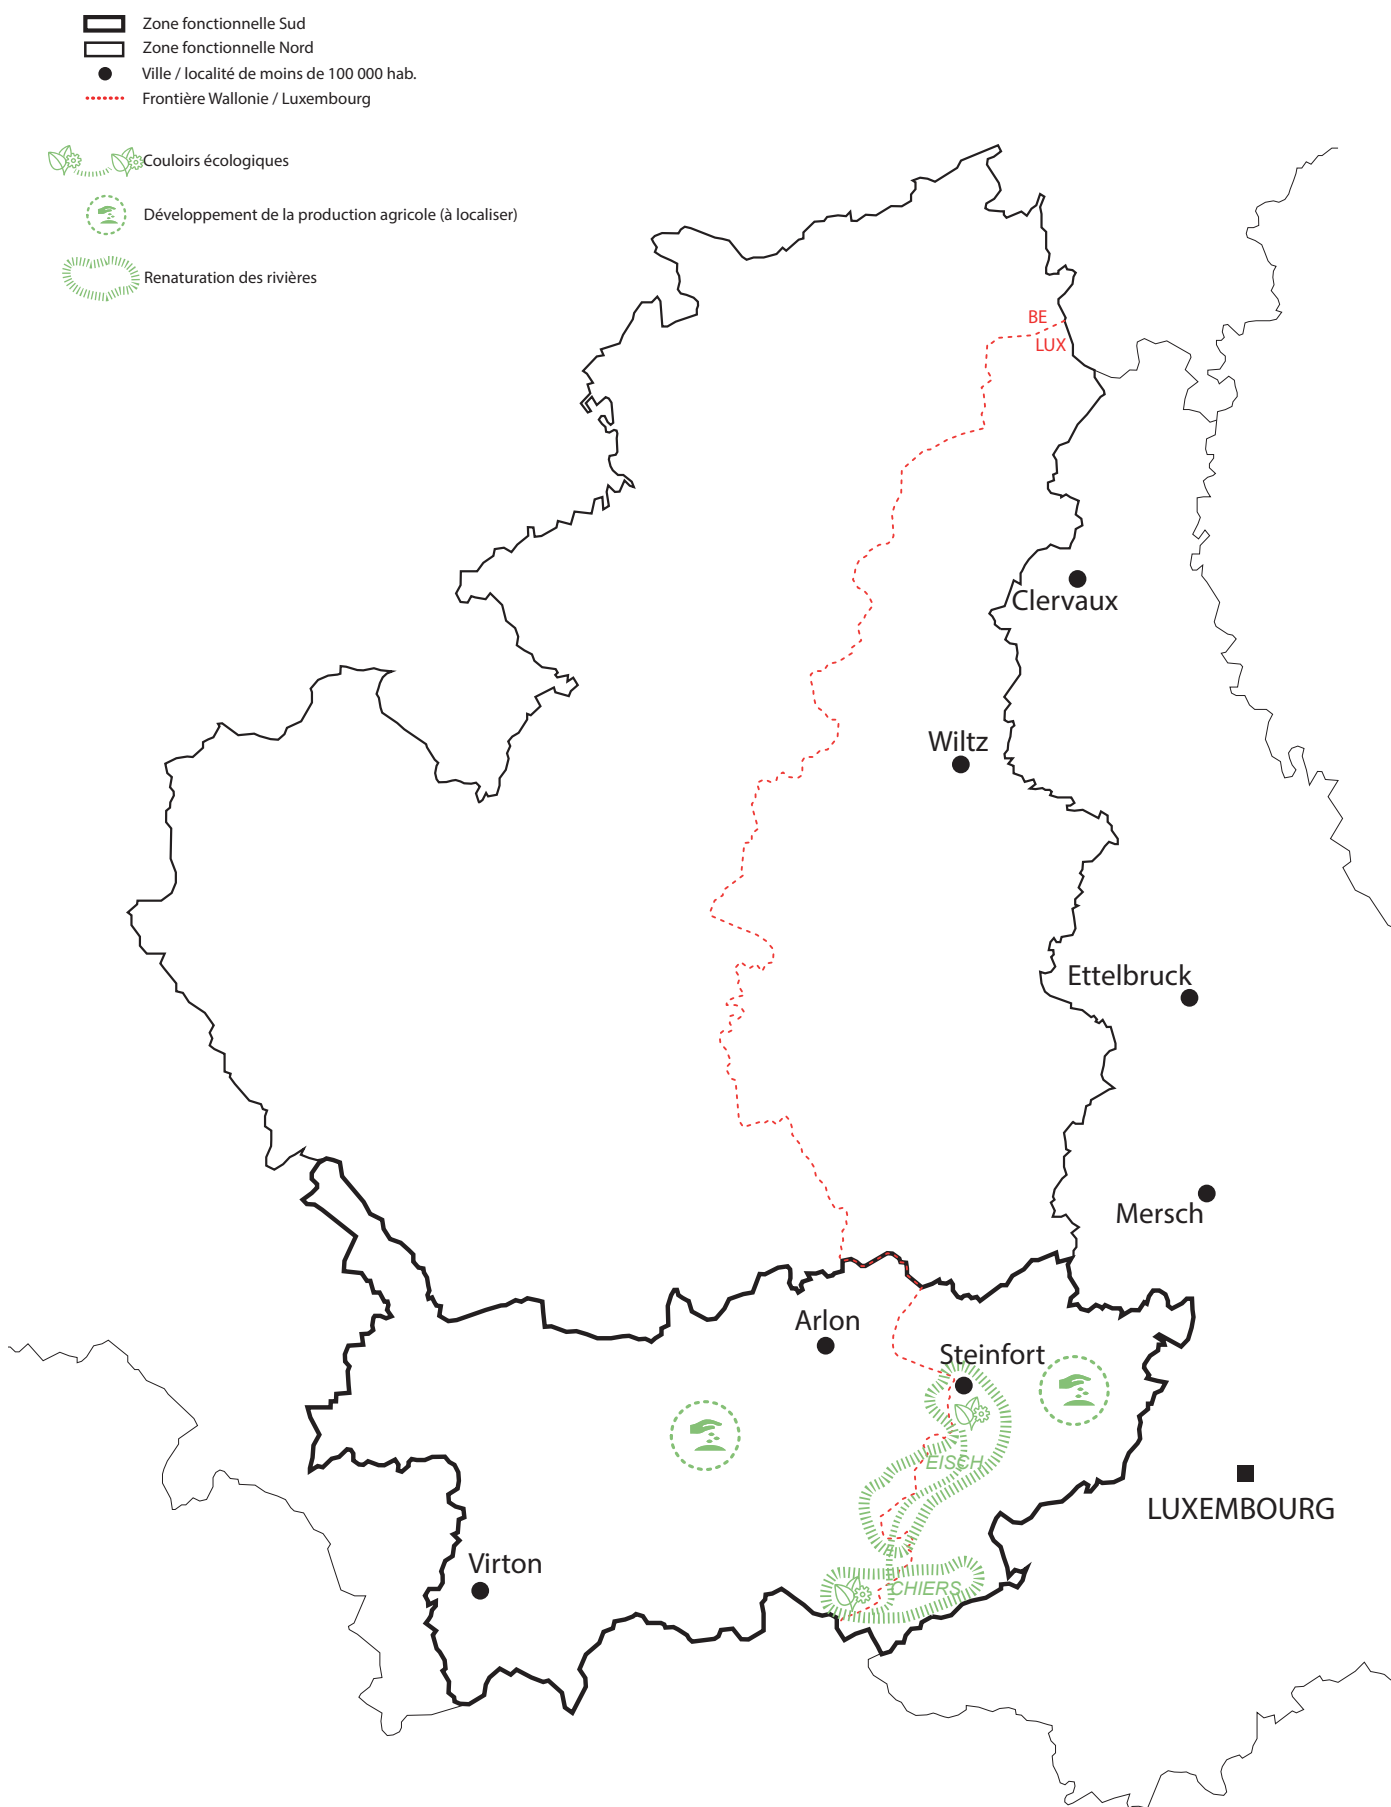 Zone fonctionnelle Sud
Zone fonctionnelle Nord
Ville / localité de moins de 100 000 hab.
Frontière Wallonie / Luxembourg
Couloirs écologiques
Développement de la production agricole (à localiser)
Renaturation des rivières
BE
LUX
Clervaux
Wiltz
Ettelbruck
Mersch
Arlon
Steinfort
EISCH
LUXEMBOURG
Virton
CHIERS